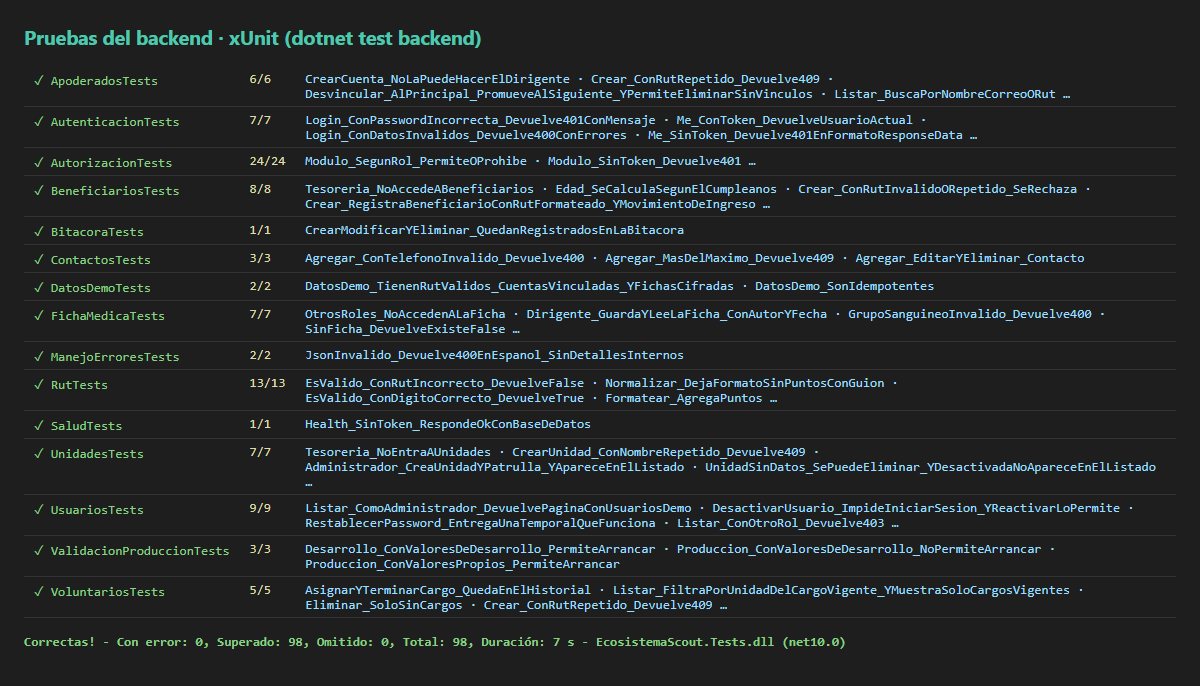 Pruebas del backend · xUnit (dotnet test backend)
✓ ApoderadosTests 6/6 CrearCuenta_NoLaPuedeHacerElDirigente · Crear_ConRutRepetido_Devuelve409 ·
Desvincular_AlPrincipal_PromueveAlSiguiente_YPermiteEliminarSinVinculos · Listar_BuscaPorNombreCorreoORut …
✓ AutenticacionTests 7/7 Login_ConPasswordIncorrecta_Devuelve401ConMensaje · Me_ConToken_DevuelveUsuarioActual ·
Login_ConDatosInvalidos_Devuelve400ConErrores · Me_SinToken_Devuelve401EnFormatoResponseData …
✓ AutorizacionTests 24/24 Modulo_SegunRol_PermiteOProhibe · Modulo_SinToken_Devuelve401 …
✓ BeneficiariosTests 8/8 Tesoreria_NoAccedeABeneficiarios · Edad_SeCalculaSegunElCumpleanos · Crear_ConRutInvalidoORepetido_SeRechaza ·
Crear_RegistraBeneficiarioConRutFormateado_YMovimientoDeIngreso …
✓ BitacoraTests 1/1 CrearModificarYEliminar_QuedanRegistradosEnLaBitacora
✓ ContactosTests 3/3 Agregar_ConTelefonoInvalido_Devuelve400 · Agregar_MasDelMaximo_Devuelve409 · Agregar_EditarYEliminar_Contacto
✓ DatosDemoTests 2/2 DatosDemo_TienenRutValidos_CuentasVinculadas_YFichasCifradas · DatosDemo_SonIdempotentes
✓ FichaMedicaTests 7/7 OtrosRoles_NoAccedenALaFicha · Dirigente_GuardaYLeeLaFicha_ConAutorYFecha · GrupoSanguineoInvalido_Devuelve400 ·
SinFicha_DevuelveExisteFalse …
✓ ManejoErroresTests 2/2 JsonInvalido_Devuelve400EnEspanol_SinDetallesInternos
✓ RutTests 13/13 EsValido_ConRutIncorrecto_DevuelveFalse · Normalizar_DejaFormatoSinPuntosConGuion ·
EsValido_ConDigitoCorrecto_DevuelveTrue · Formatear_AgregaPuntos …
✓ SaludTests 1/1 Health_SinToken_RespondeOkConBaseDeDatos
✓ UnidadesTests 7/7 Tesoreria_NoEntraAUnidades · CrearUnidad_ConNombreRepetido_Devuelve409 ·
Administrador_CreaUnidadYPatrulla_YApareceEnElListado · UnidadSinDatos_SePuedeEliminar_YDesactivadaNoApareceEnElListado
…
✓ UsuariosTests 9/9 Listar_ComoAdministrador_DevuelvePaginaConUsuariosDemo · DesactivarUsuario_ImpideIniciarSesion_YReactivarLoPermite ·
RestablecerPassword_EntregaUnaTemporalQueFunciona · Listar_ConOtroRol_Devuelve403 …
✓ ValidacionProduccionTests 3/3 Desarrollo_ConValoresDeDesarrollo_PermiteArrancar · Produccion_ConValoresDeDesarrollo_NoPermiteArrancar ·
Produccion_ConValoresPropios_PermiteArrancar
✓ VoluntariosTests 5/5 AsignarYTerminarCargo_QuedaEnElHistorial · Listar_FiltraPorUnidadDelCargoVigente_YMuestraSoloCargosVigentes ·
Eliminar_SoloSinCargos · Crear_ConRutRepetido_Devuelve409 …
Correctas! - Con error: 0, Superado: 98, Omitido: 0, Total: 98, Duración: 7 s - EcosistemaScout.Tests.dll (net10.0)